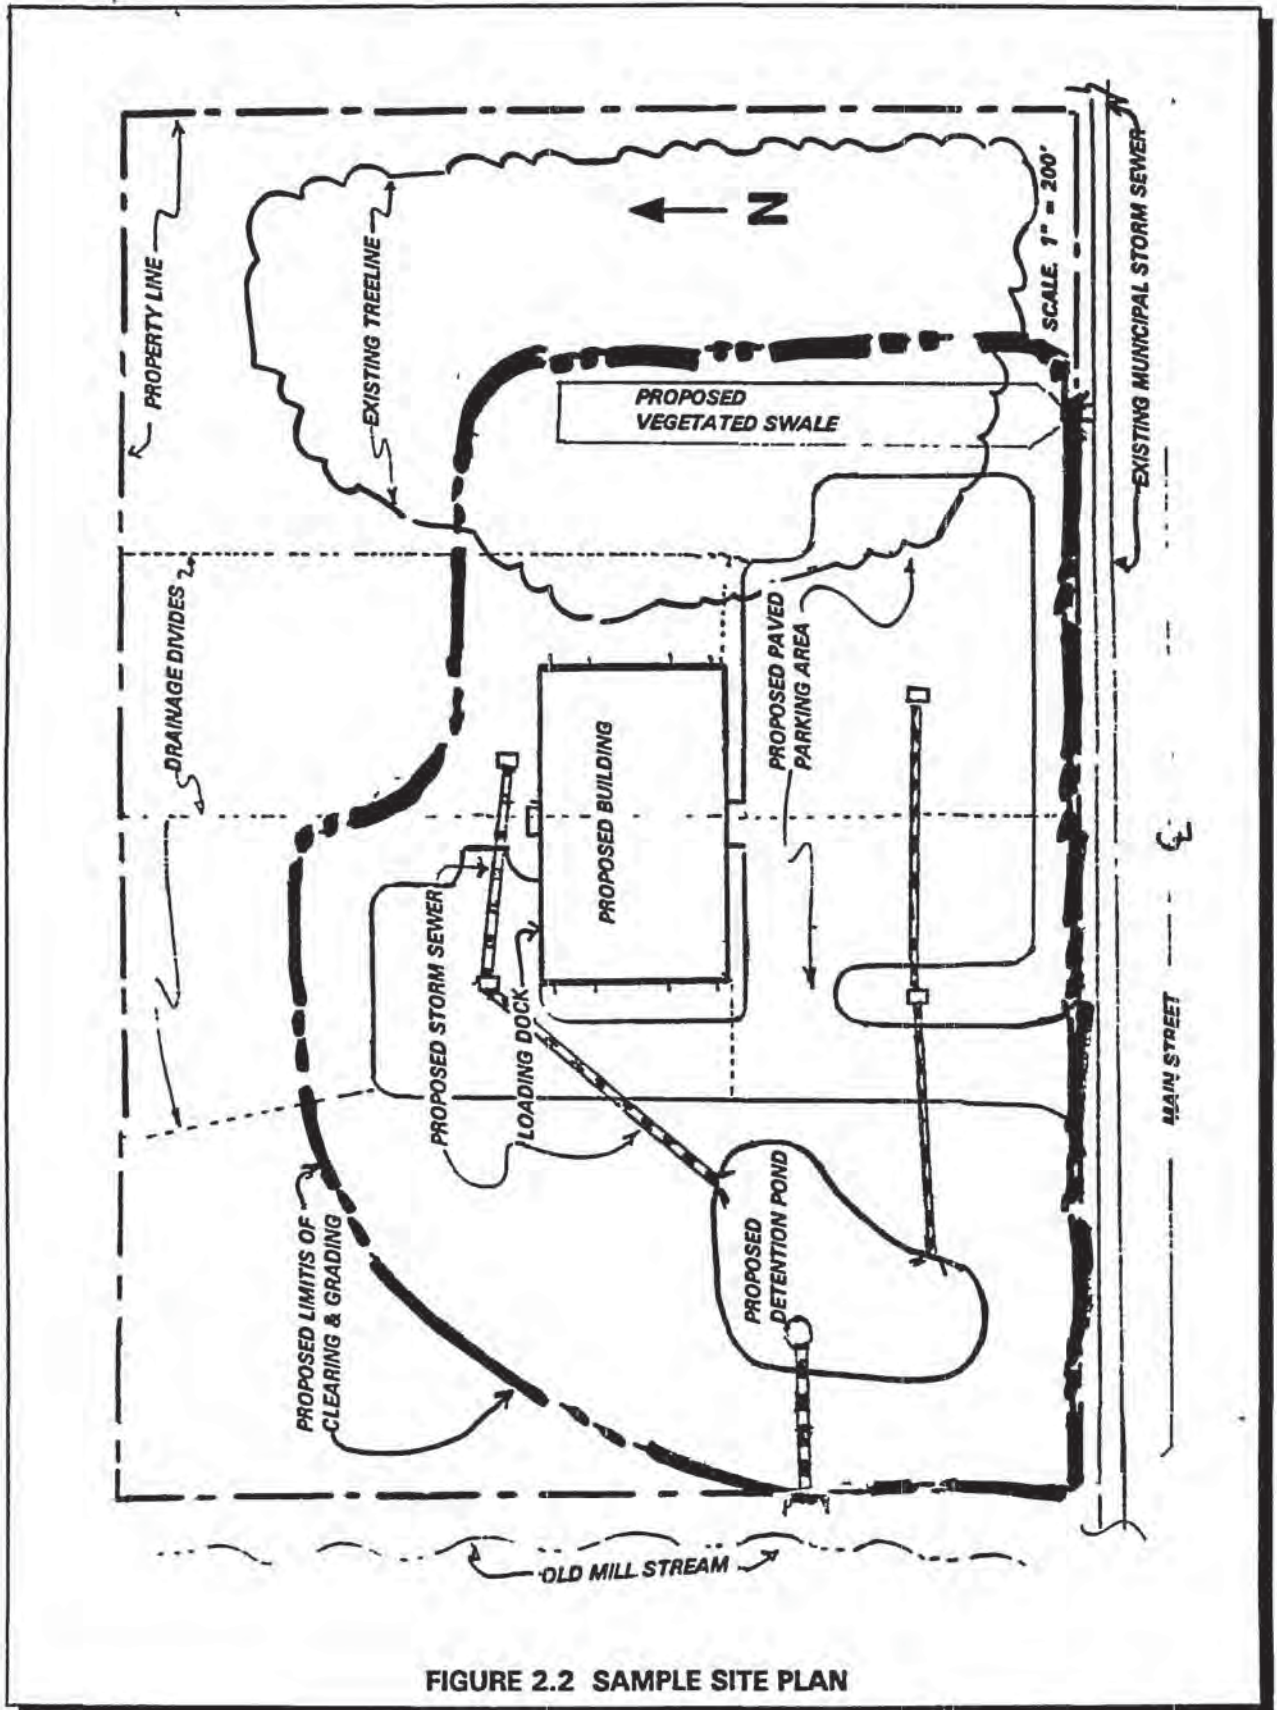 PROPERTY LINE
EXISTING TREELINE
N
SCALE. 1" = 200'
EXISTING MUNICIPAL STORM SEWER
PROPOSED
VEGETATED SWALE
DRAINAGE DIVIDES
PROPOSED PAVED
PARKING AREA
PROPOSED BUILDING
PROPOSED STORM SEWER
LOADING DOCK
MAIN STREET
PROPOSED LIMITIS OF
CLEARING & GRADING
PROPOSED
DETENTION POND
OLD MILL STREAM
FIGURE 2.2 SAMPLE SITE PLAN